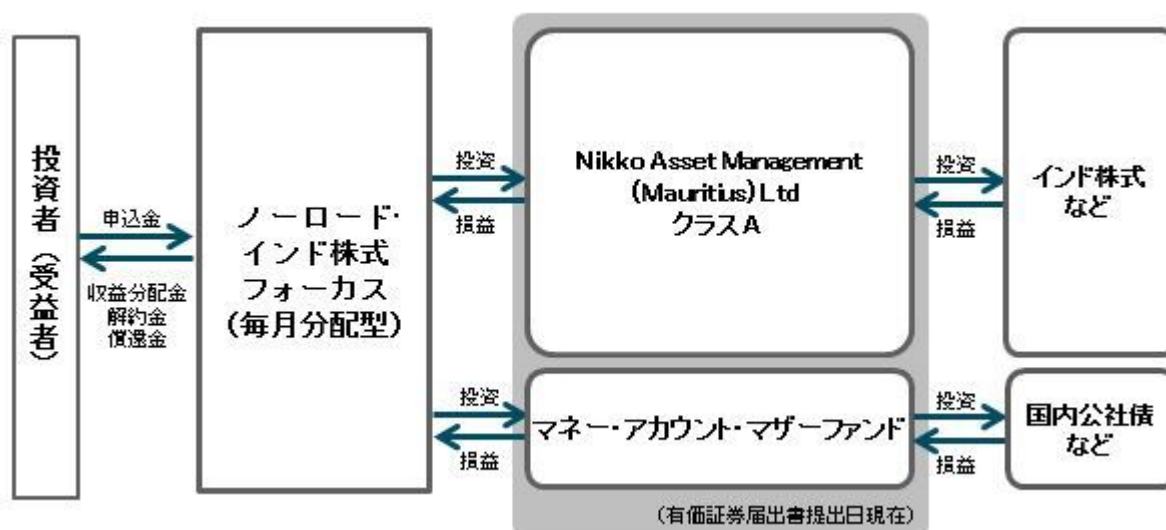 投資者（受益者）
申込金
収益分配金
解約金
償還金
ノーロード・
インド株式
フォーカス
（毎月分配型）
投資
損益
Nikko Asset Management
(Mauritius) Ltd
クラスA
投資
損益
インド株式
など
投資
損益
マネー・アカウント・マザーファンド
投資
損益
国内公社債
など
（有価証券届出書提出日現在）